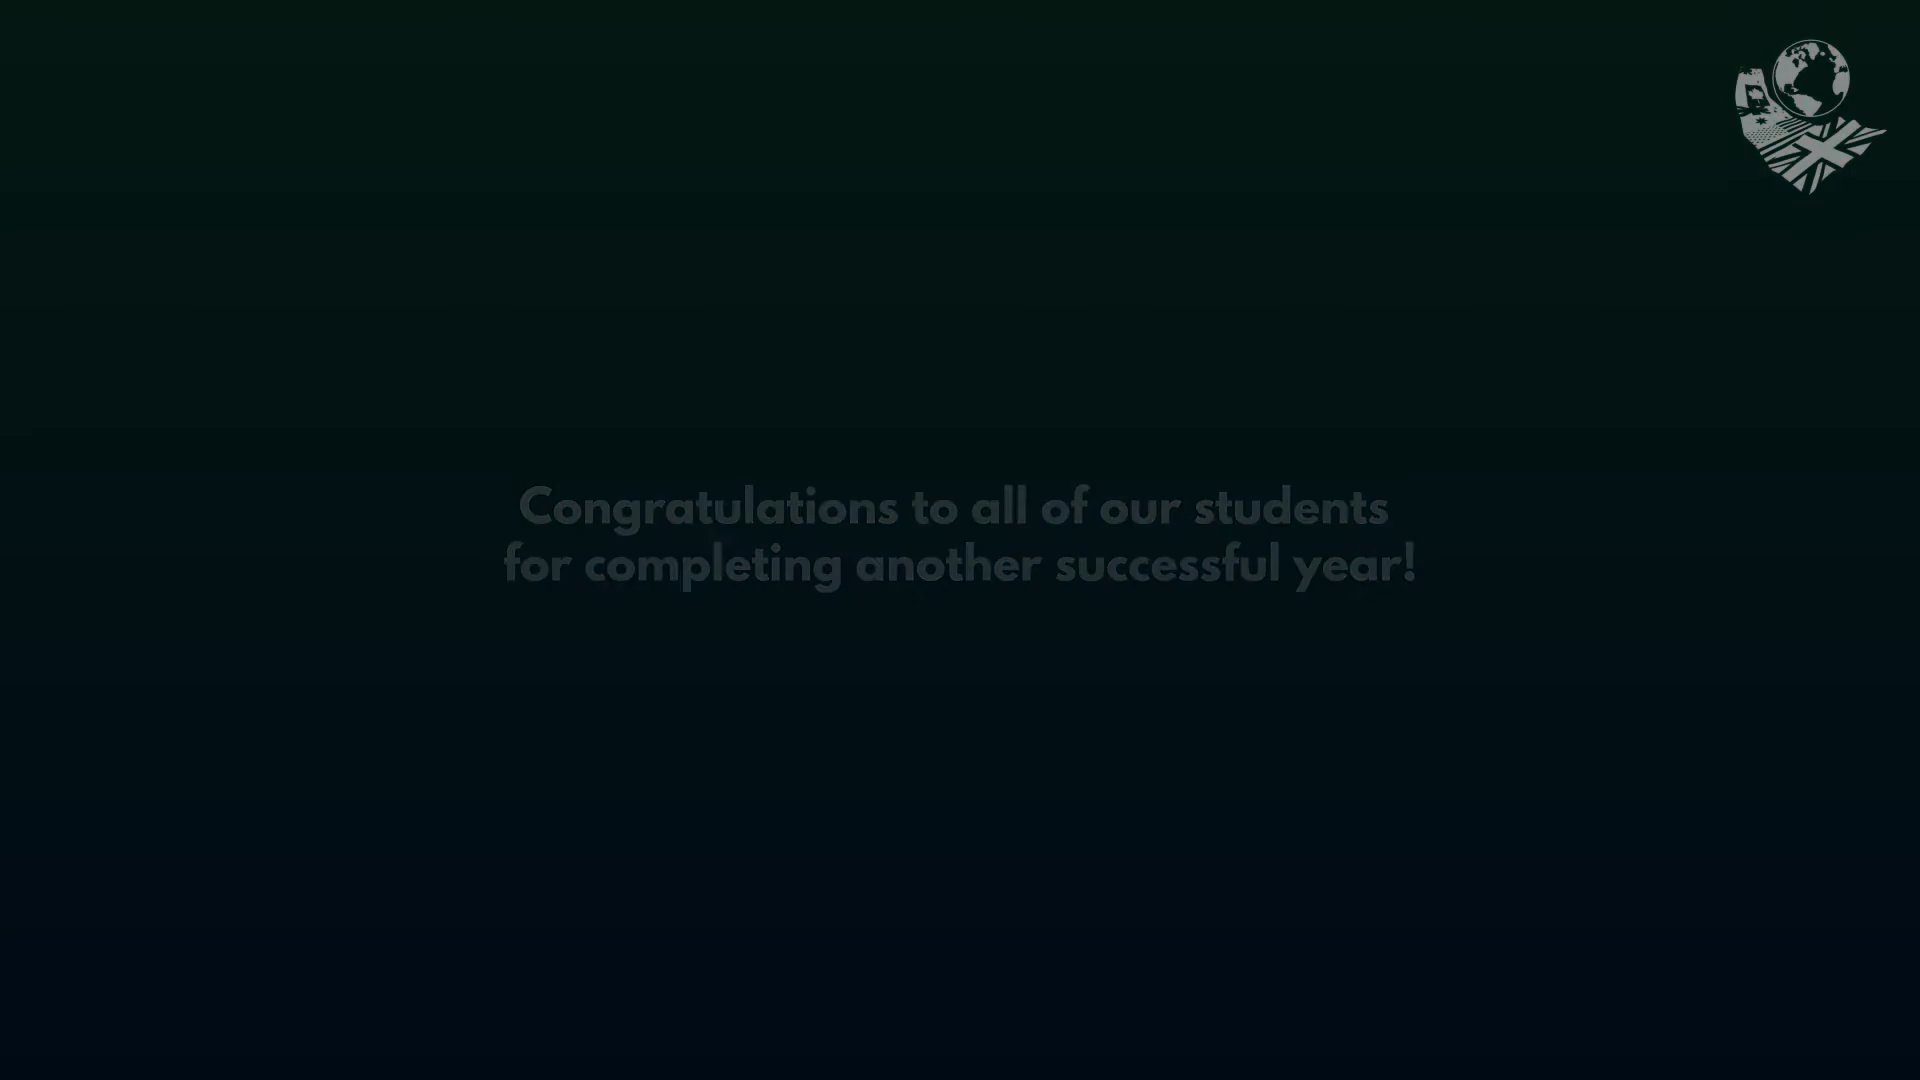 Congratulations to all of our students
for completing another successful year!